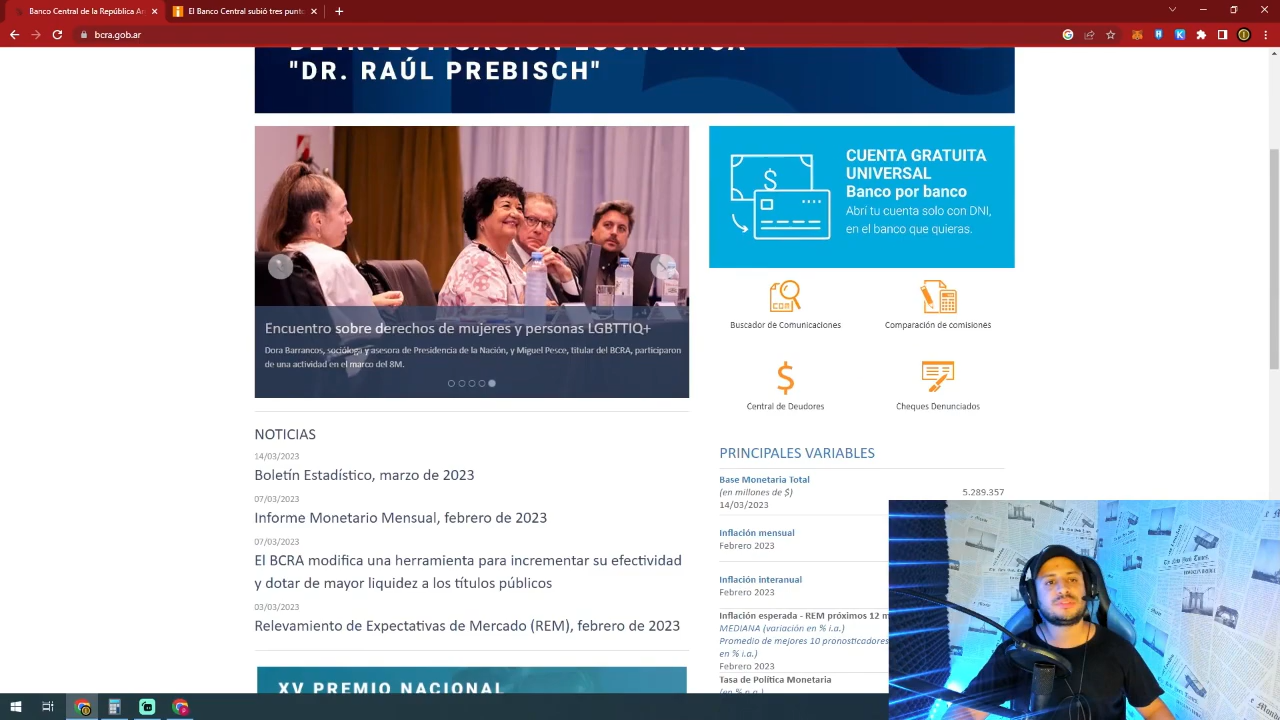 Banco Central de la República Ar
El Banco Central subió tres punt
bcra.gob.ar
DE INVESTIGACIÓN ECONÓMICA
"DR. RAÚL PREBISCH"
Encuentro sobre derechos de mujeres y personas LGBTTIQ+
Dora Barrancos, socióloga y asesora de Presidencia de la Nación, y Miguel Pesce, titular del BCRA, participaron
de una actividad en el marco del 8M.
NOTICIAS
14/03/2023
Boletín Estadístico, marzo de 2023
07/03/2023
Informe Monetario Mensual, febrero de 2023
07/03/2023
El BCRA modifica una herramienta para incrementar su efectividad
y dotar de mayor liquidez a los títulos públicos
03/03/2023
Relevamiento de Expectativas de Mercado (REM), febrero de 2023
XV PREMIO NACIONAL
CUENTA GRATUITA
UNIVERSAL
Banco por banco
Abrí tu cuenta solo con DNI,
en el banco que quieras.
COM
Buscador de Comunicaciones
Comparación de comisiones
Central de Deudores
Cheques Denunciados
PRINCIPALES VARIABLES
Base Monetaria Total
(en millones de $) 5.289.357
14/03/2023
Inflación mensual
Febrero 2023
Inflación interanual
Febrero 2023
Inflación esperada - REM próximos 12 m
MEDIANA (variación en % i.a.)
Promedio de mejores 10 pronosticadores
en % i.a.)
Febrero 2023
Tasa de Política Monetaria
(en % n.a.)